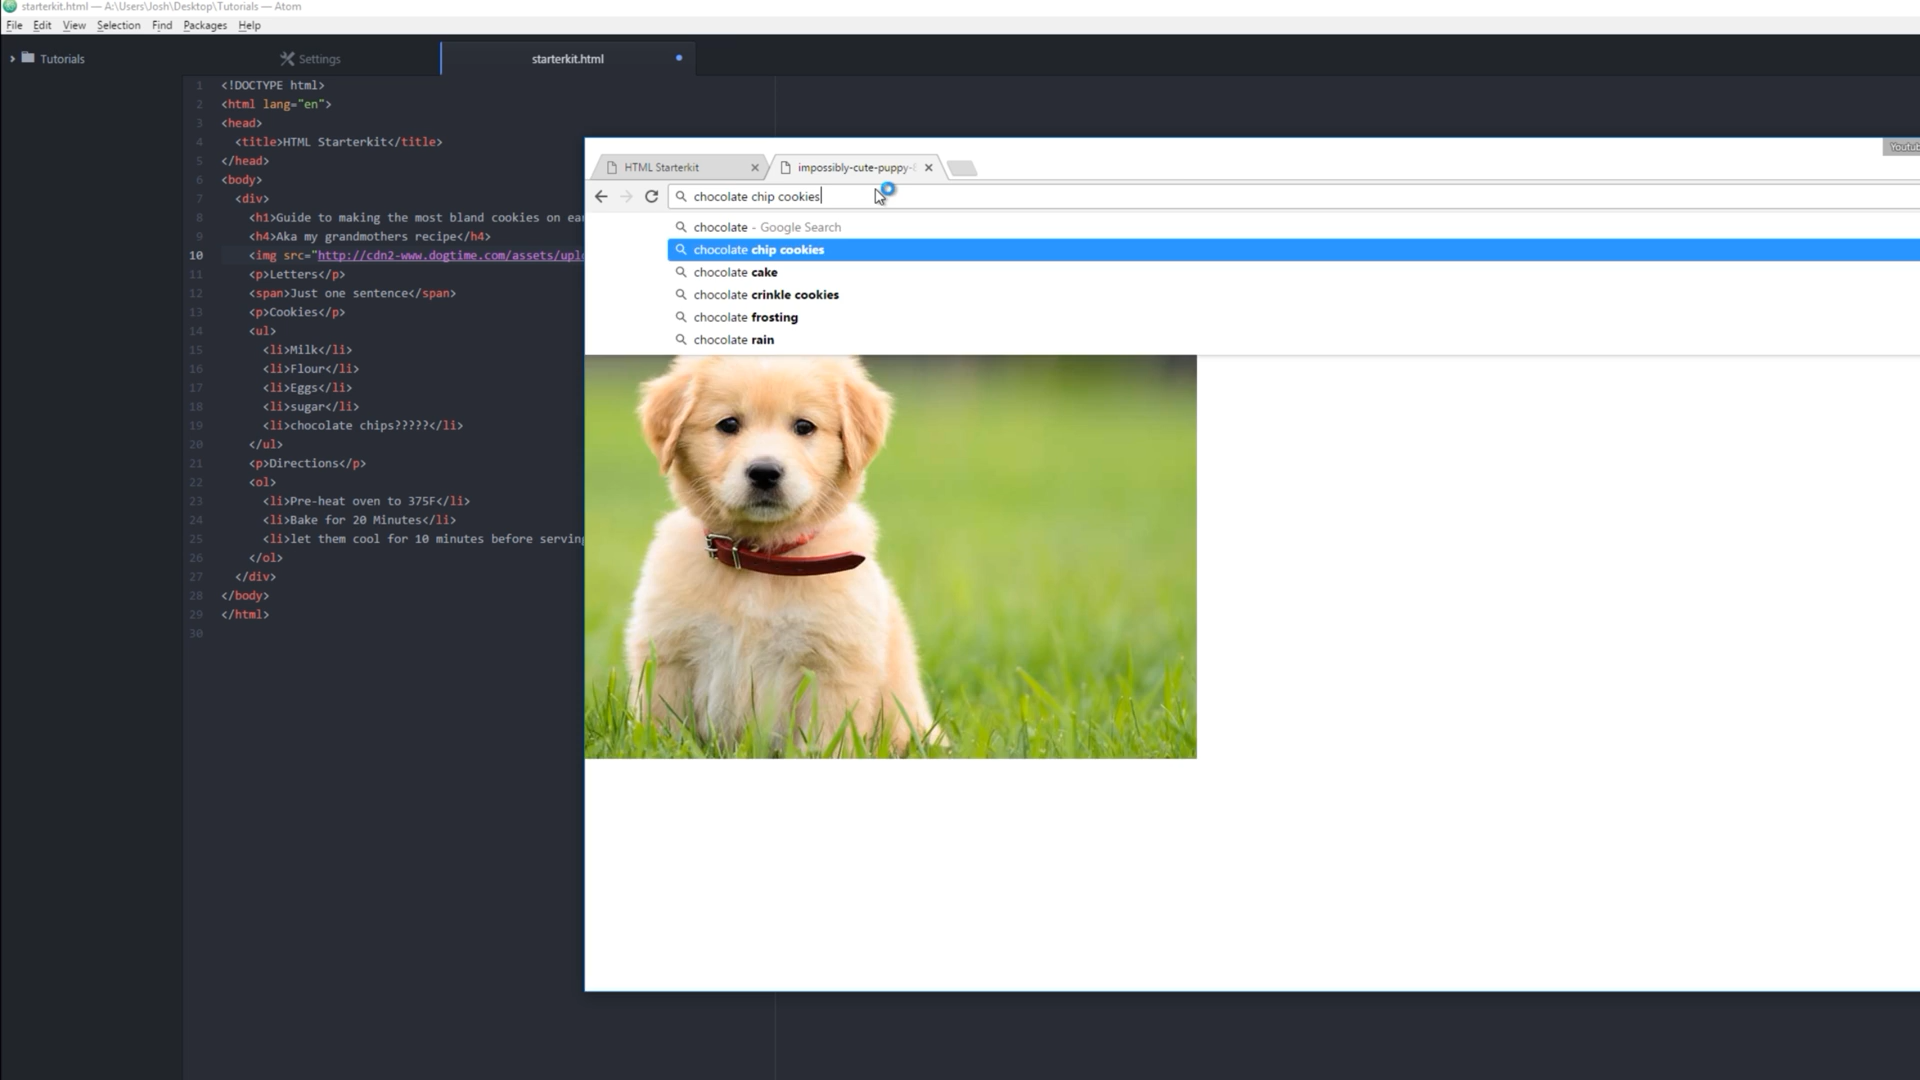 starterkit.html — A:\Users\Josh\Desktop\Tutorials — Atom
File Edit View Selection Find Packages Help
Tutorials
Settings
starterkit.html
1 <!DOCTYPE html>
2 <html lang="en">
3 <head>
4 <title>HTML Starterkit</title>
5 </head>
6 <body>
7 <div>
8 <h1>Guide to making the most bland cookies on
9 <h4>Aka my grandmothers recipe</h4>
10 <img src="http://cdn2-www.dogtime.com/assets/uplo
11 <p>Letters</p>
12 <span>Just one sentence</span>
13 <p>Cookies</p>
14 <ul>
15 <li>Milk</li>
16 <li>Flour</li>
17 <li>Eggs</li>
18 <li>sugar</li>
19 <li>chocolate chips?????</li>
20 </ul>
21 <p>Directions</p>
22 <ol>
23 <li>Pre-heat oven to 375F</li>
24 <li>Bake for 20 Minutes</li>
25 <li>let them cool for 10 minutes before serving
26 </ol>
27 </div>
28 </body>
29 </html>
30
Youtub
HTML Starterkit
impossibly-cute-puppy-
chocolate chip cookies
chocolate - Google Search
chocolate chip cookies
chocolate cake
chocolate crinkle cookies
chocolate frosting
chocolate rain